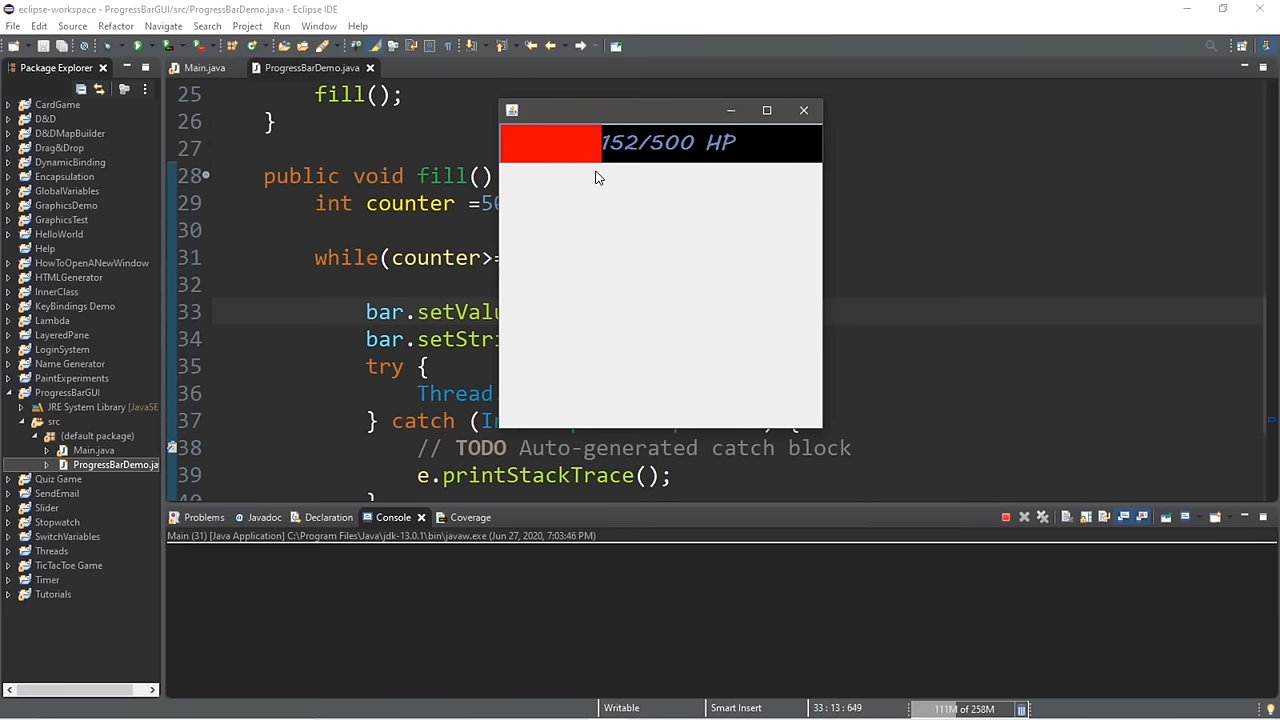 eclipse-workspace - ProgressBarGUI/src/ProgressBarDemo.java - Eclipse IDE
File Edit Source Refactor Navigate Search Project Run Window Help
Package Explorer
Main.java ProgressBarDemo.java
CardGame
D&D
D&DMapBuilder
Drag&Drop
DynamicBinding
Encapsulation
GlobalVariables
GraphicsDemo
GraphicsTest
HelloWorld
Help
HowToOpenANewWindow
HTMLGenerator
InnerClass
KeyBindings Demo
Lambda
LayeredPane
LoginSystem
Name Generator
PaintExperiments
ProgressBarGUI
JRE System Library [JavaSE
src
(default package)
Main.java
ProgressBarDemo.ja
Quiz Game
SendEmail
Slider
Stopwatch
SwitchVariables
Threads
TicTacToe Game
Timer
Tutorials
25 fill();
26 }
27
28 public void fill()
29 int counter =50
30
31 while(counter>=
32
33 bar.setValu
34 bar.setStri
35 try {
36 Thread.
37 } catch (In
38 // TODO Auto-generated catch block
39 e.printStackTrace();
40 }
152/500 HP
Problems Javadoc Declaration Console Coverage
Main (31) [Java Application] C:\Program Files\Java\jdk-13.0.1\bin\javaw.exe (Jun 27, 2020, 7:03:46 PM)
Writable Smart Insert 33 : 13 : 649 111M of 258M